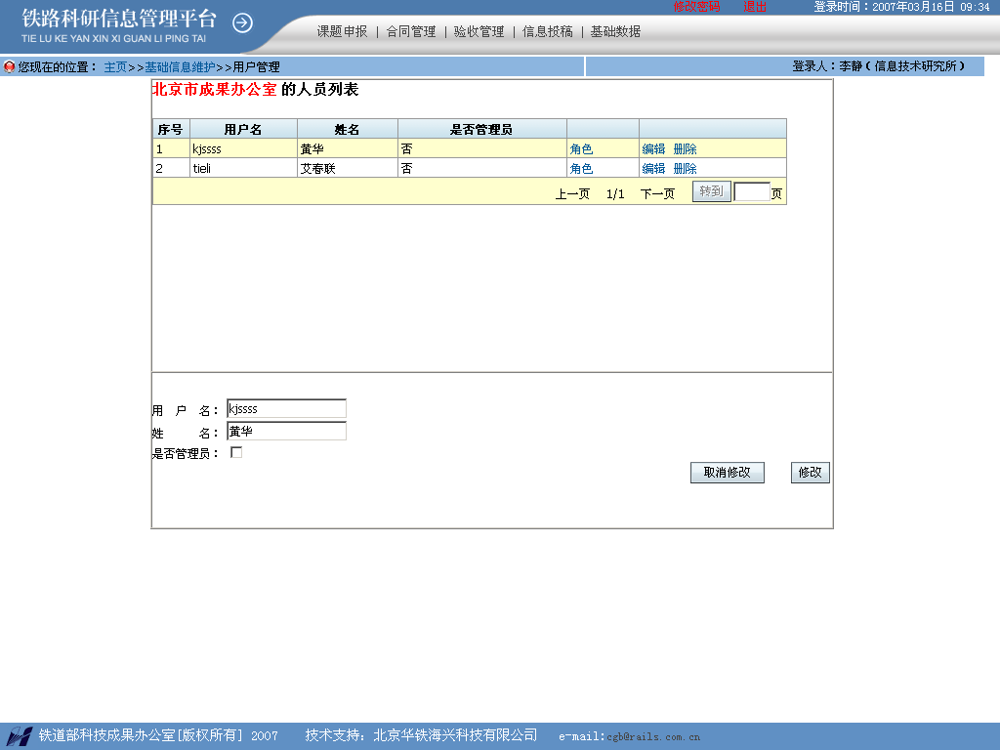 铁路科研信息管理平台
TIE LU KE YAN XIN XI GUAN LI PING TAI
修改密码 退出 登录时间：2007年03月16日 09:34
课题申报 | 合同管理 | 验收管理 | 信息投稿 | 基础数据
您现在的位置： 主页>>基础信息维护>>用户管理 登录人：李静（信息技术研究所）
北京市成果办公室 的人员列表
序号 用户名 姓名 是否管理员
1 kjssss 黄华 否 角色 编辑 删除
2 tieli 艾春联 否 角色 编辑 删除
上一页 1/1 下一页 转到 页
用 户 名： kjssss
姓 名： 黄华
是否管理员：
取消修改 修改
铁道部科技成果办公室[版权所有] 2007 技术支持：北京华铁海兴科技有限公司 e-mail:cgb@rails.com.cn